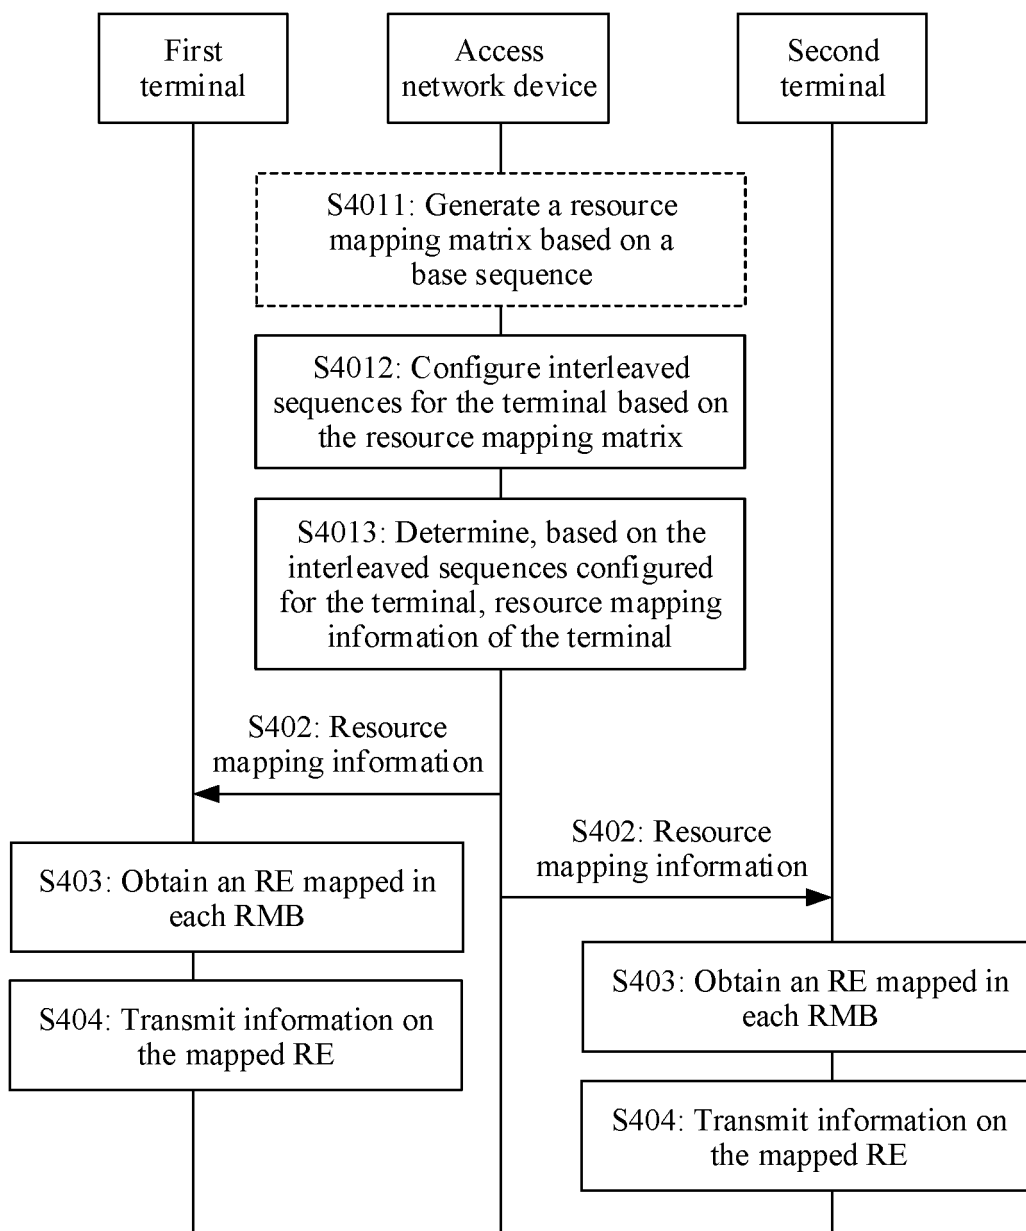 First
terminal
Access
network device
Second
terminal
S4011: Generate a resource
mapping matrix based on a
base sequence
S4012: Configure interleaved
sequences for the terminal based on
the resource mapping matrix
S4013: Determine, based on the
interleaved sequences configured
for the terminal, resource mapping
information of the terminal
S402: Resource
mapping information
S402: Resource
mapping information
S403: Obtain an RE mapped in
each RMB
S403: Obtain an RE mapped in
each RMB
S404: Transmit information on
the mapped RE
S404: Transmit information on
the mapped RE